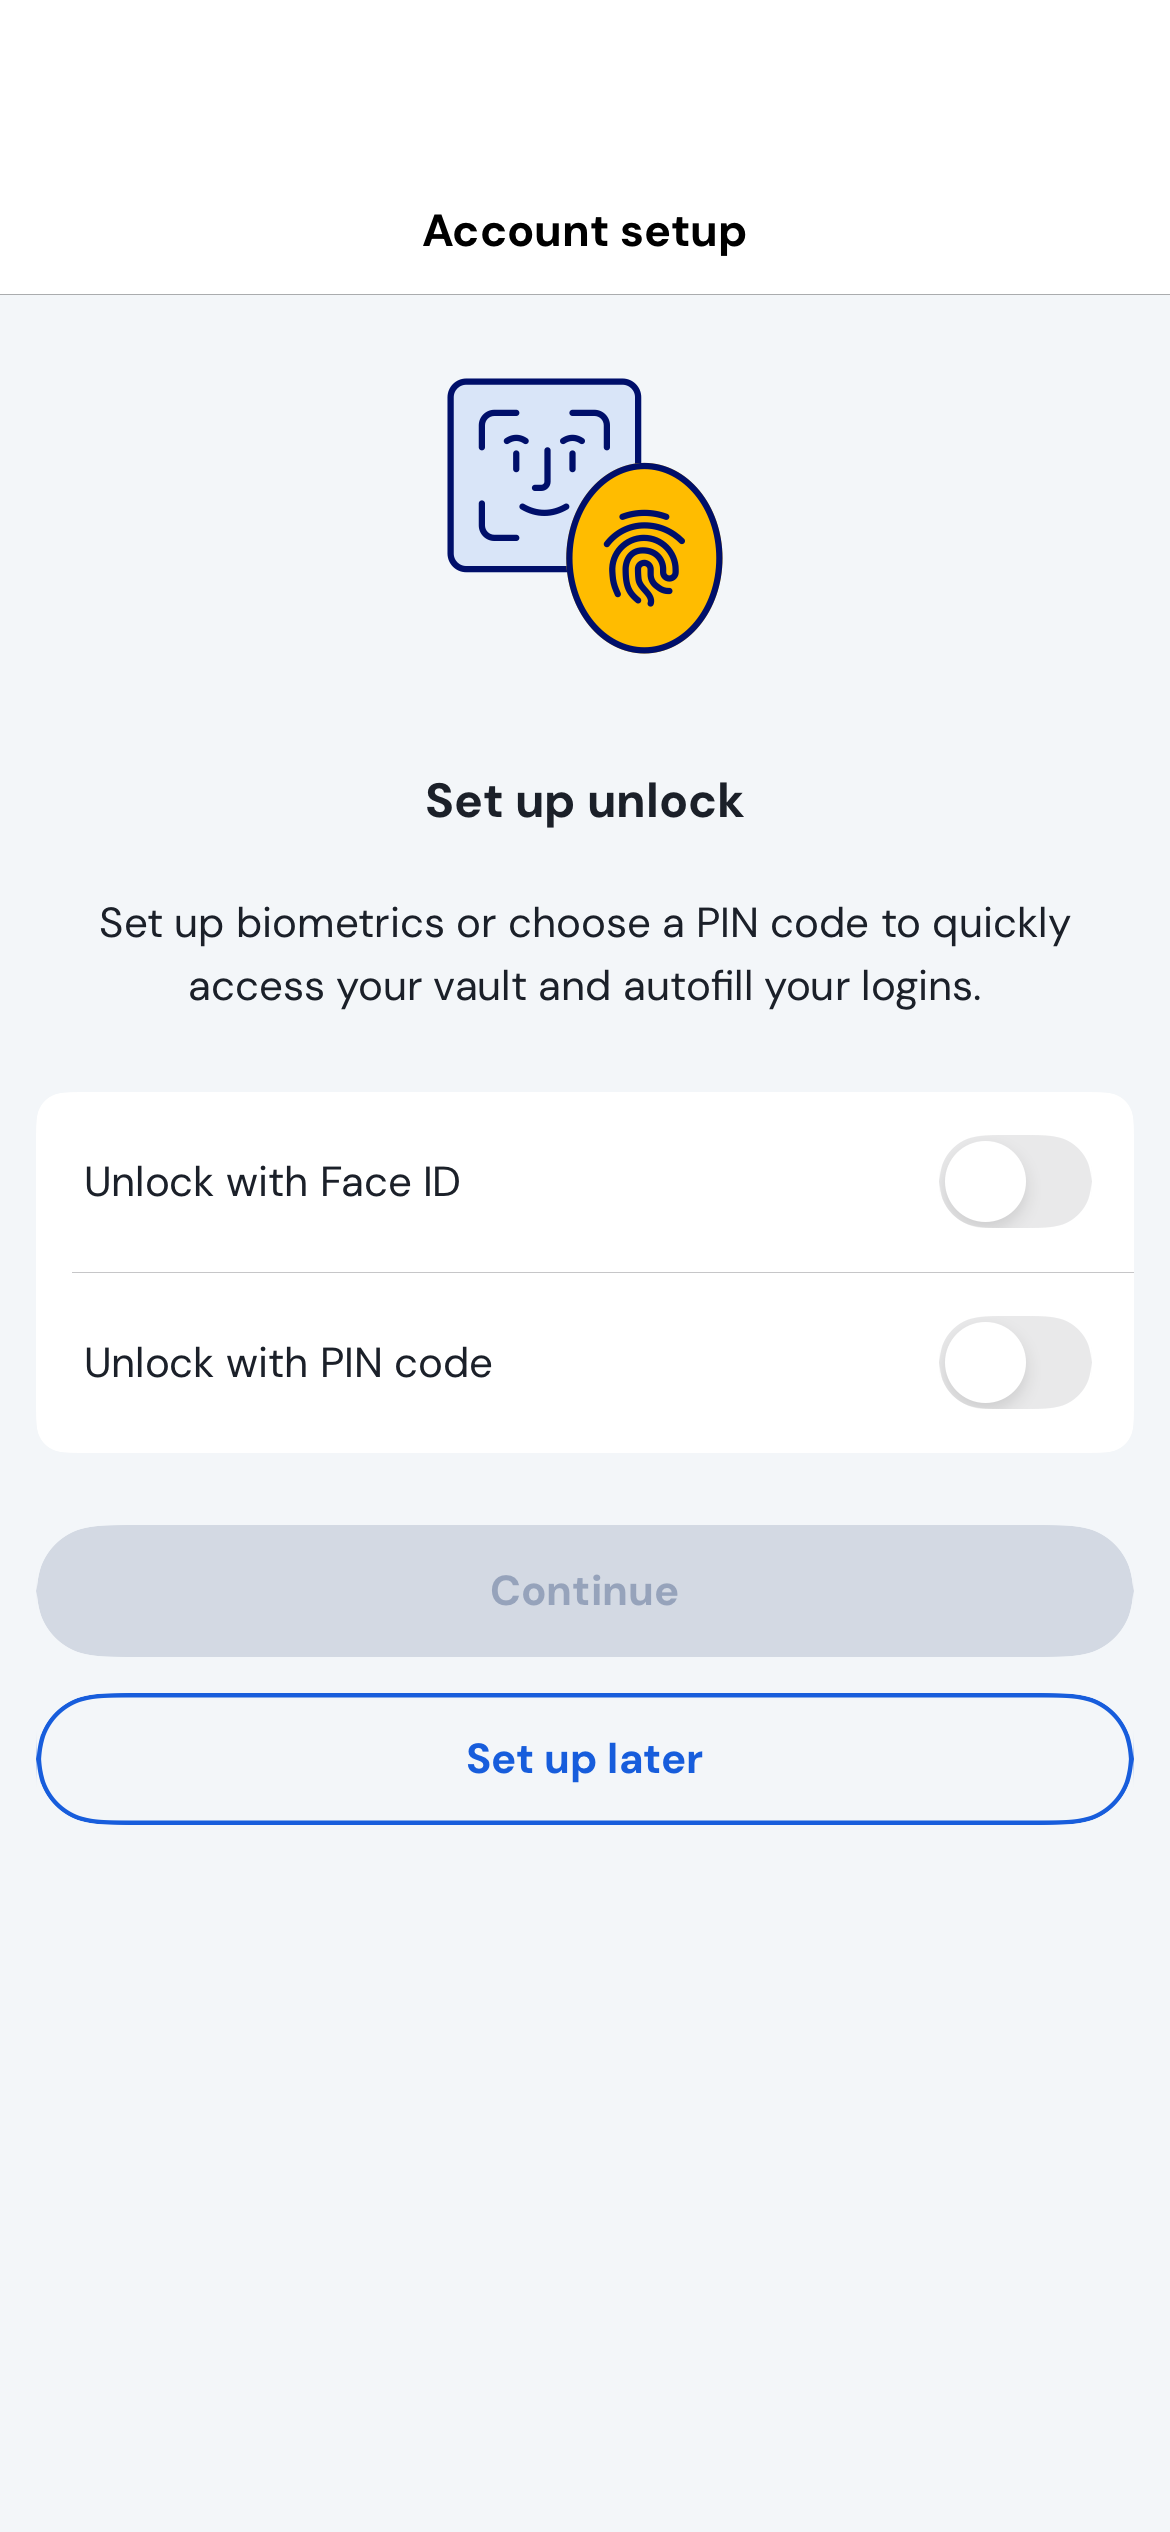 Account setup
Set up unlock
Set up biometrics or choose a PIN code to quickly
access your vault and autofill your logins.
Unlock with Face ID
Unlock with PIN code
Continue
Set up later